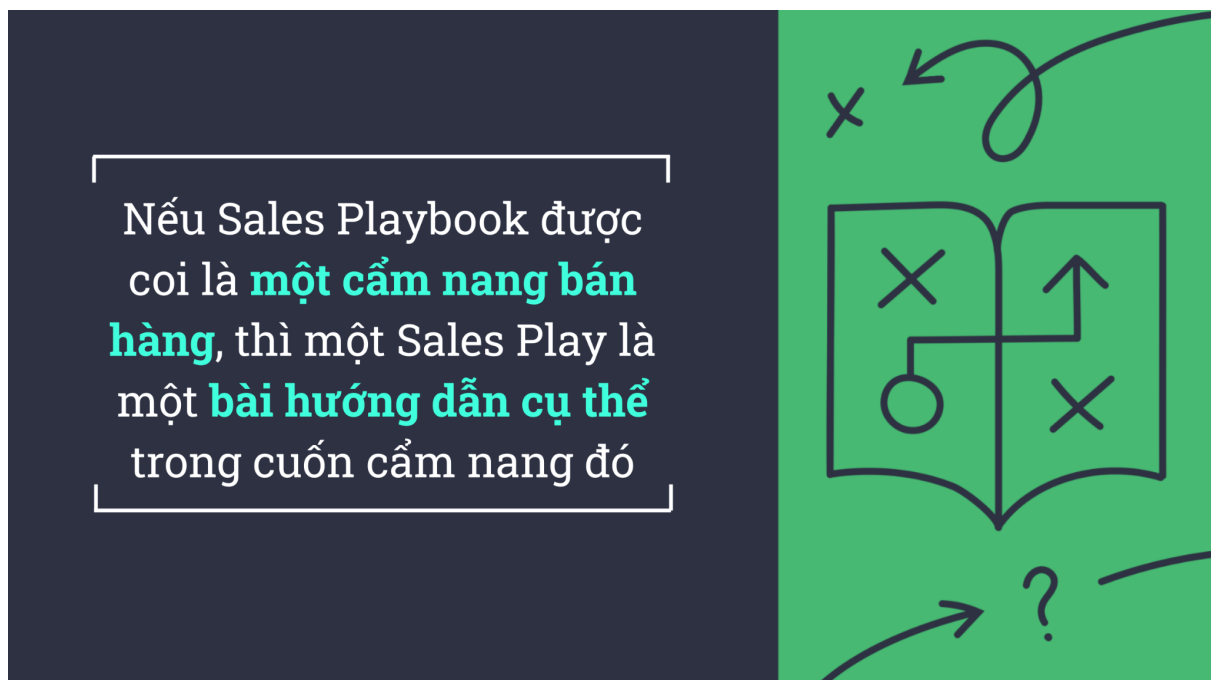 Nếu Sales Playbook được
coi là một cẩm nang bán
hàng, thì một Sales Play là
một bài hướng dẫn cụ thể
trong cuốn cẩm nang đó
?